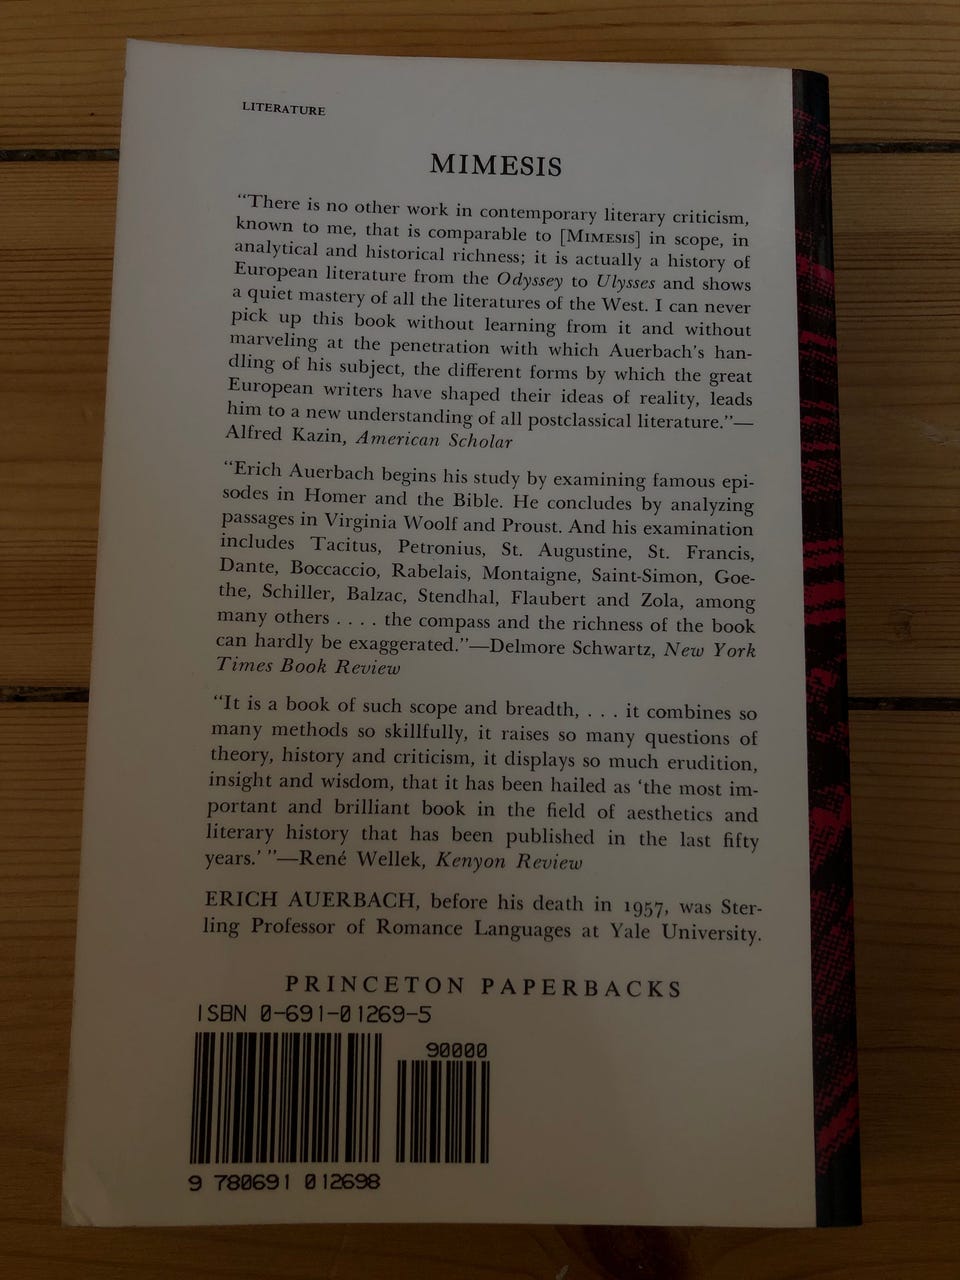 LITERATURE
MIMESIS
“There is no other work in contemporary literary criticism,
known to me, that is comparable to [MIMESIS] in scope, in
analytical and historical richness; it is actually a history of
European literature from the Odyssey to Ulysses and shows
a quiet mastery of all the literatures of the West. I can never
pick up this book without learning from it and without
marveling at the penetration with which Auerbach’s han-
dling of his subject, the different forms by which the great
European writers have shaped their ideas of reality, leads
him to a new understanding of all postclassical literature.”—
Alfred Kazin, American Scholar
“Erich Auerbach begins his study by examining famous epi-
sodes in Homer and the Bible. He concludes by analyzing
passages in Virginia Woolf and Proust. And his examination
includes Tacitus, Petronius, St. Augustine, St. Francis,
Dante, Boccaccio, Rabelais, Montaigne, Saint-Simon, Goe-
the, Schiller, Balzac, Stendhal, Flaubert and Zola, among
many others . . . . the compass and the richness of the book
can hardly be exaggerated.”—Delmore Schwartz, New York
Times Book Review
“It is a book of such scope and breadth, . . . it combines so
many methods so skillfully, it raises so many questions of
theory, history and criticism, it displays so much erudition,
insight and wisdom, that it has been hailed as ‘the most im-
portant and brilliant book in the field of aesthetics and
literary history that has been published in the last fifty
years.’ ”—René Wellek, Kenyon Review
ERICH AUERBACH, before his death in 1957, was Ster-
ling Professor of Romance Languages at Yale University.
PRINCETON PAPERBACKS
ISBN 0-691-01269-5
90000
9 780691 012698